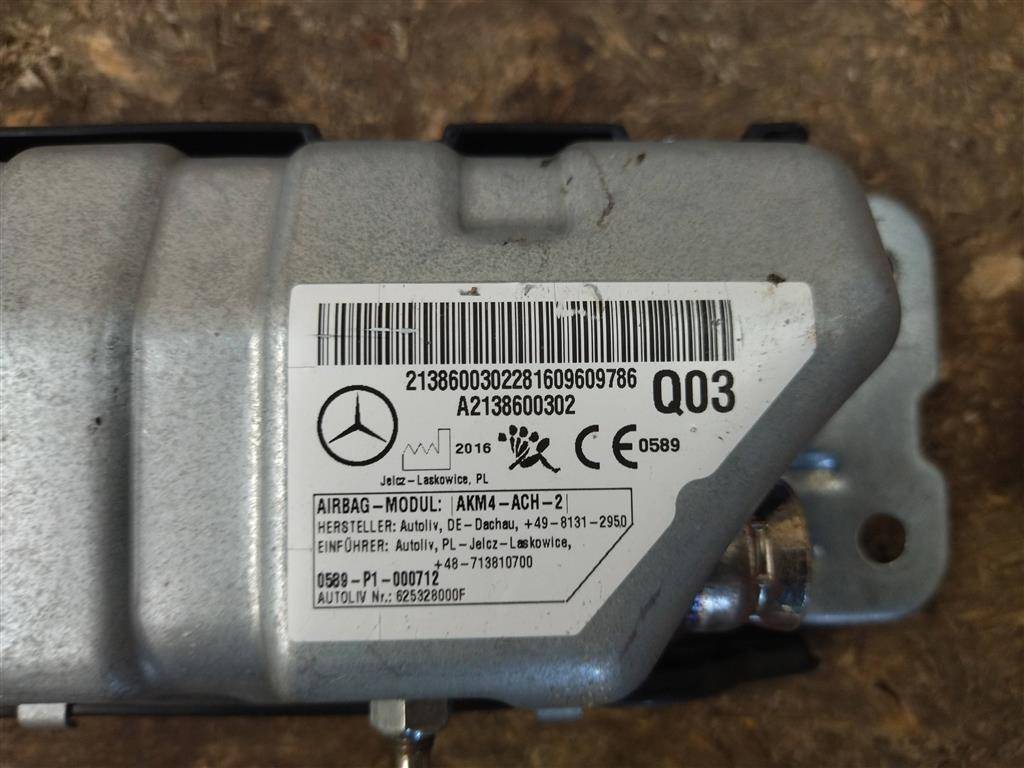 2138600302281609609786
A2138600302
Q03
2016
CE 0589
Jelcz-Laskowice, PL
AIRBAG-MODUL: |AKM4-ACH-2|
HERSTELLER: Autoliv, DE-Dachau, +49-8131-2950
EINFÜHRER: Autoliv, PL-Jelcz-Laskowice,
+48-713810700
0589-P1-000712
AUTOLIV Nr.: 625328000F